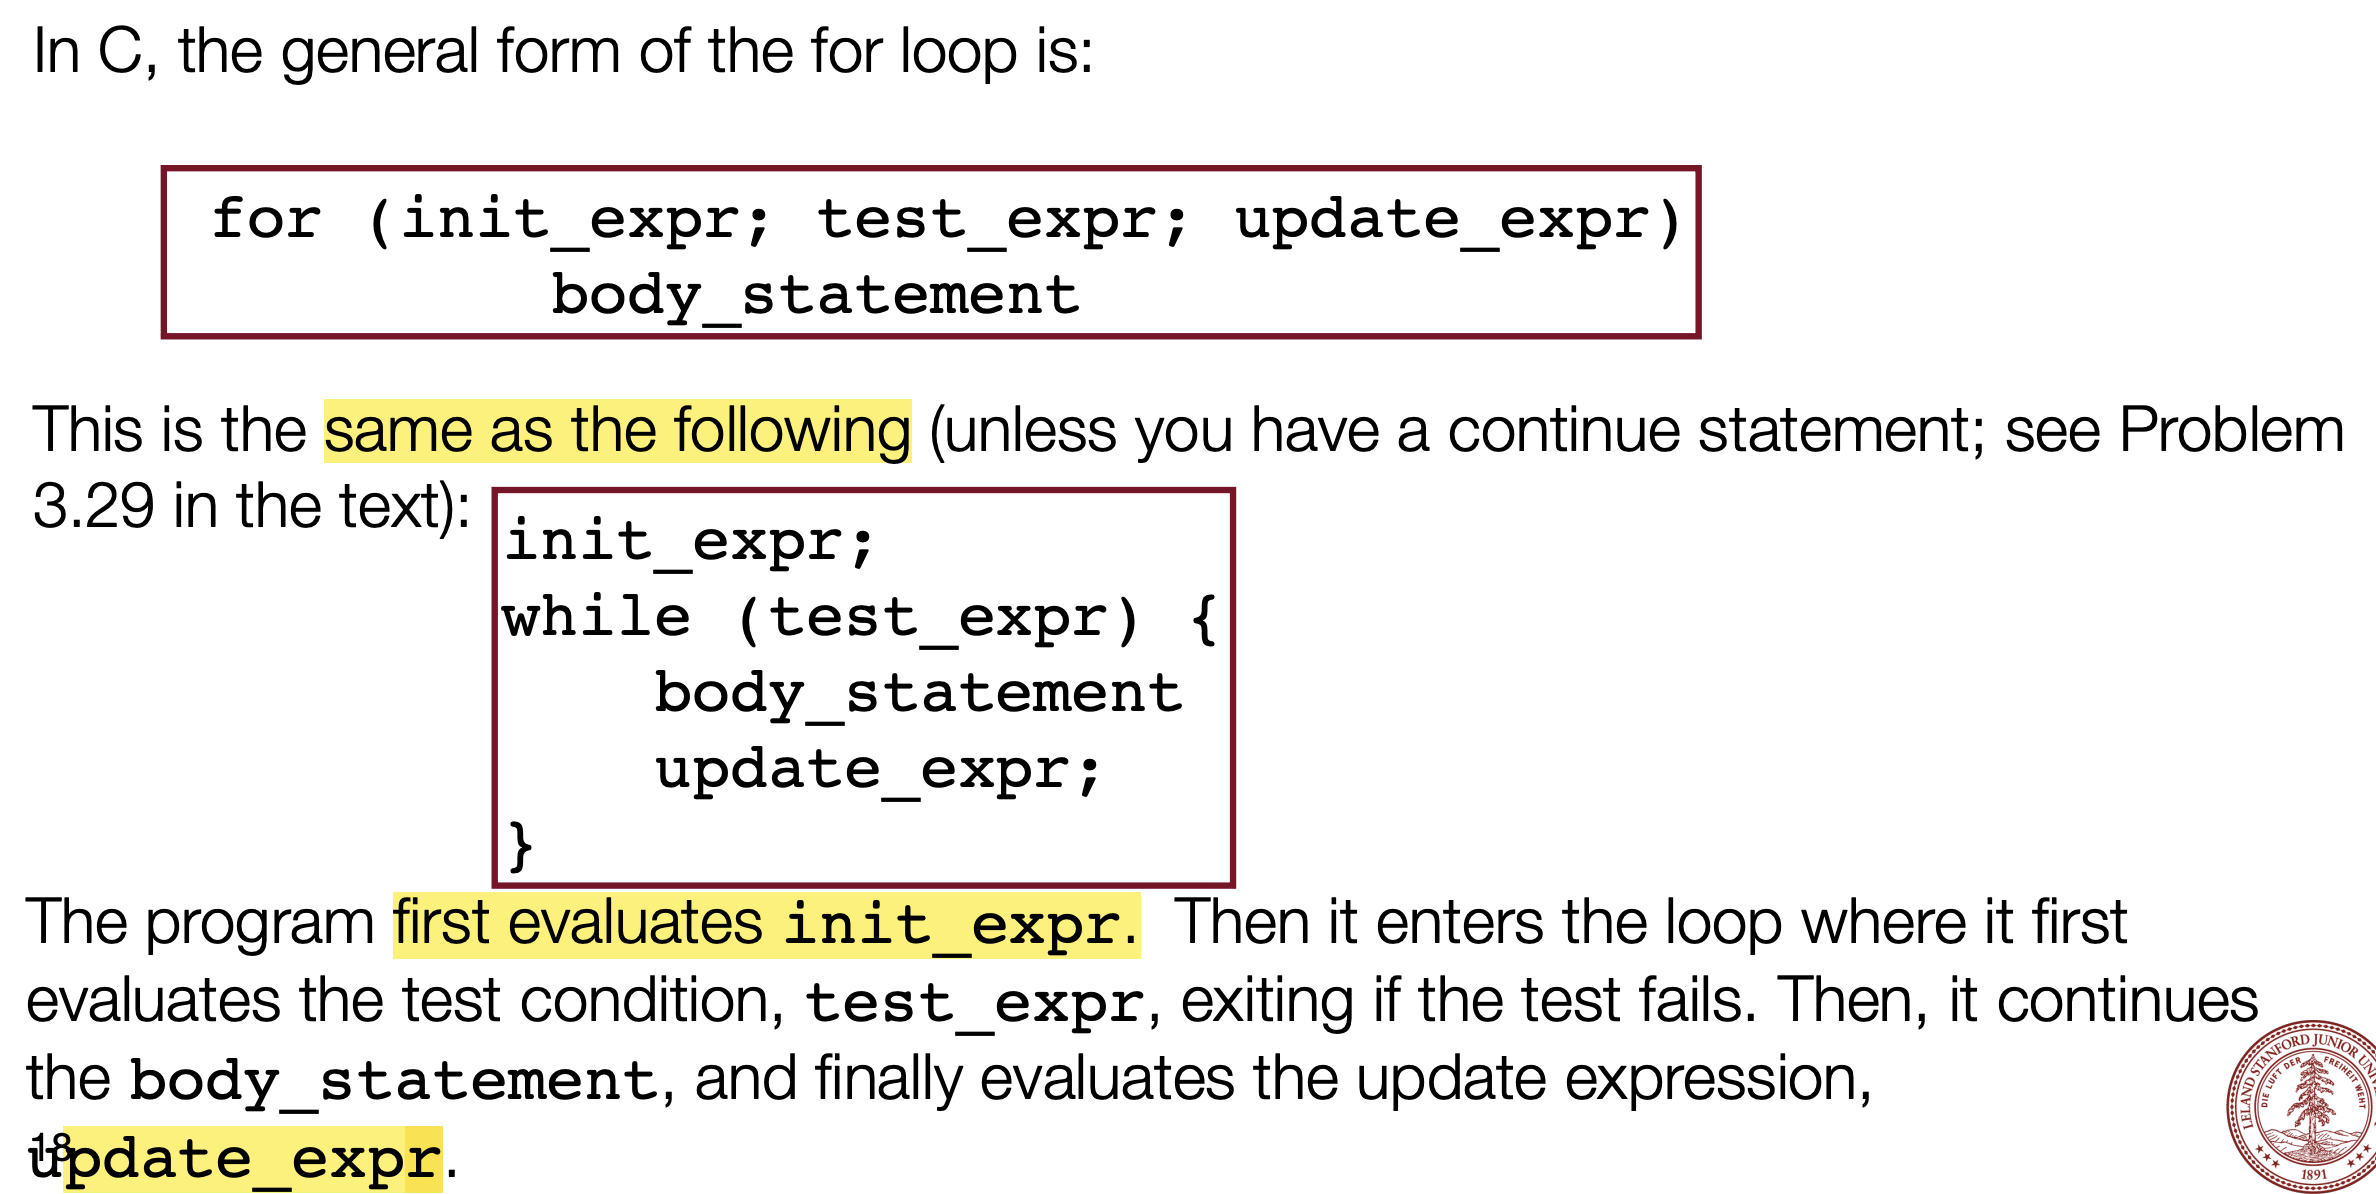 In C, the general form of the for loop is:
for (init_expr; test_expr; update_expr)
body_statement
This is the same as the following (unless you have a continue statement; see Problem
3.29 in the text):
init_expr;
while (test_expr) {
body_statement
update_expr;
}
The program first evaluates init_expr. Then it enters the loop where it first
evaluates the test condition, test_expr, exiting if the test fails. Then, it continues
the body_statement, and finally evaluates the update expression,
update_expr.
18
LELAND STANFORD JUNIOR UNI
DIE LUFT DER FREIHEIT WEHT
1891